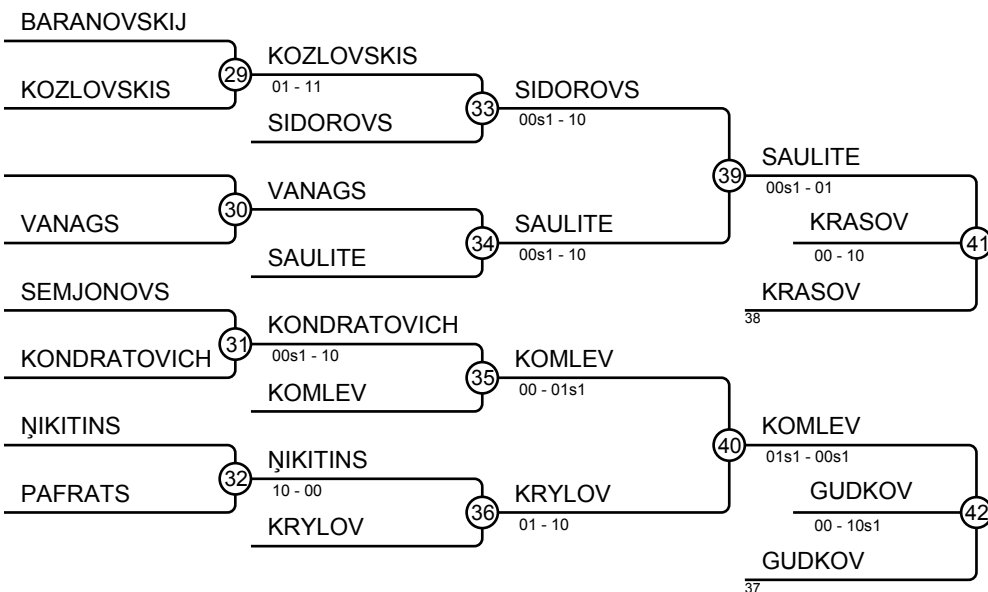 BARANOVSKIJ
KOZLOVSKIS
29
KOZLOVSKIS
01 - 11
SIDOROVS
33
SIDOROVS
00s1 - 10
VANAGS
30
VANAGS
SAULITE
34
SAULITE
00s1 - 10
39
SAULITE
00s1 - 01
KRASOV
00 - 10
41
KRASOV
38
SEMJONOVS
KONDRATOVICH
31
KONDRATOVICH
00s1 - 10
KOMLEV
35
KOMLEV
00 - 01s1
ŅIKITINS
PAFRATS
32
ŅIKITINS
10 - 00
KRYLOV
36
KRYLOV
01 - 10
40
KOMLEV
01s1 - 00s1
GUDKOV
00 - 10s1
42
GUDKOV
37